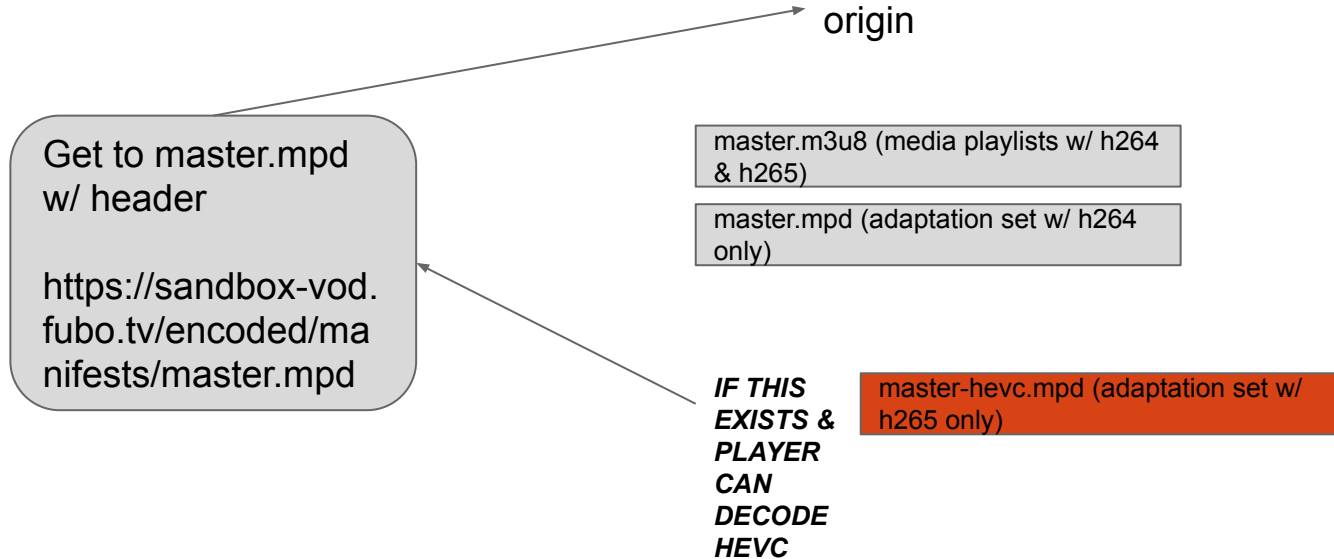 origin
Get to master.mpd
w/ header
https://sandbox-vod.
fubo.tv/encoded/ma
nifests/master.mpd
master.m3u8 (media playlists w/ h264
& h265)
master.mpd (adaptation set w/ h264
only)
IF THIS
EXISTS &
PLAYER
CAN
DECODE
HEVC
master-hevc.mpd (adaptation set w/
h265 only)